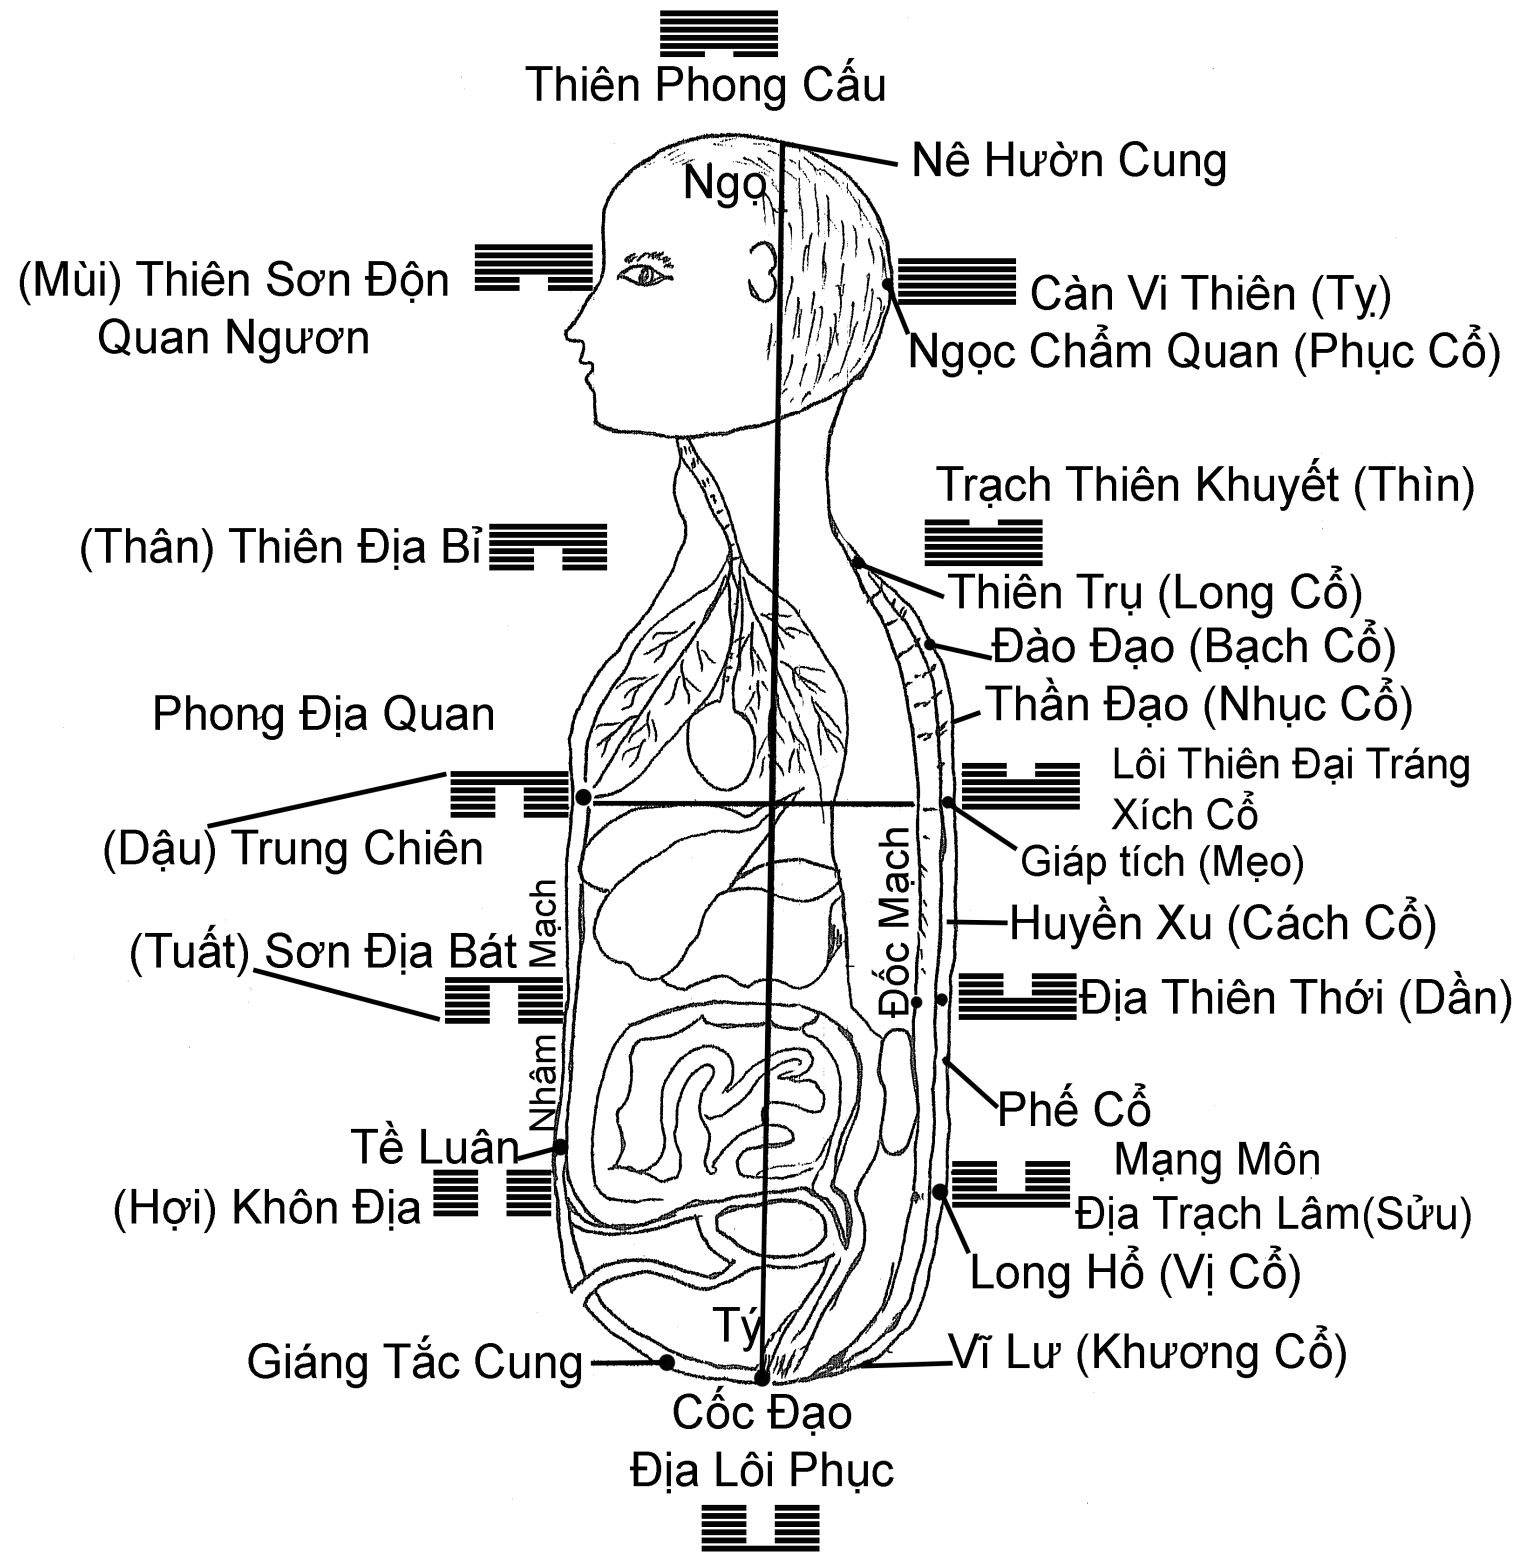 Thiên Phong Cấu
Nê Hườn Cung
Ngọ
(Mùi) Thiên Sơn Độn
Quan Ngươn
Càn Vi Thiên (Tỵ)
Ngọc Chẩm Quan (Phục Cổ)
Trạch Thiên Khuyết (Thìn)
(Thân) Thiên Địa Bỉ
Thiên Trụ (Long Cổ)
Đào Đạo (Bạch Cổ)
Thần Đạo (Nhục Cổ)
Phong Địa Quan
Lôi Thiên Đại Tráng
Xích Cổ
(Dậu) Trung Chiên
Giáp tích (Mẹo)
Đốc Mạch
Nhâm Mạch
Huyền Xu (Cách Cổ)
(Tuất) Sơn Địa Bát
Địa Thiên Thới (Dần)
Phế Cổ
Tề Luân
Mạng Môn
(Hợi) Khôn Địa
Địa Trạch Lâm(Sửu)
Long Hổ (Vị Cổ)
Tý
Giáng Tắc Cung
Vĩ Lư (Khương Cổ)
Cốc Đạo
Địa Lôi Phục